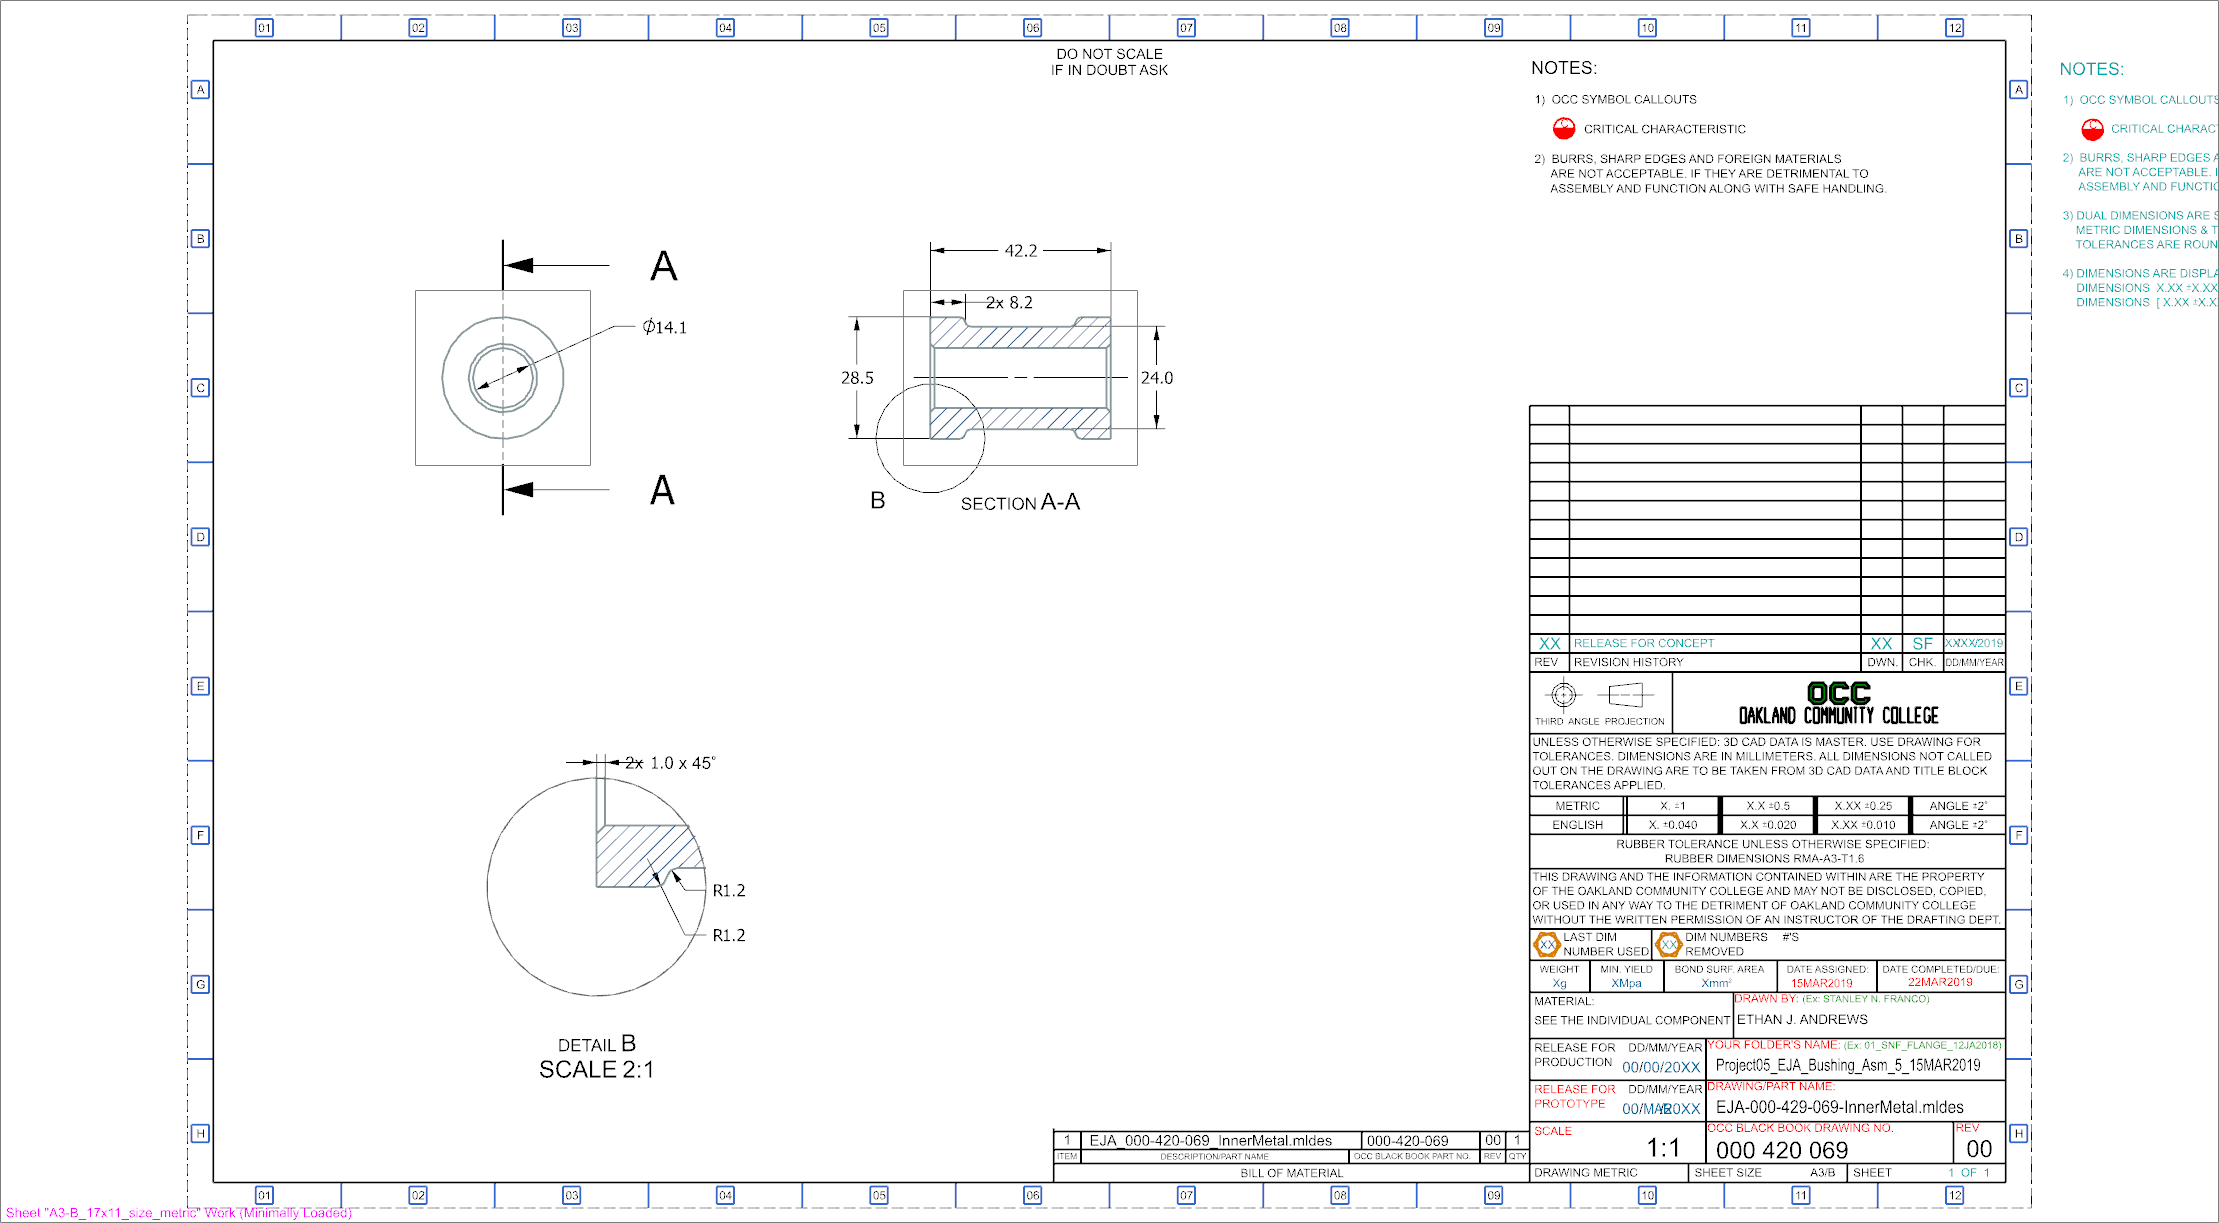 01 02 03 04 05 06 07 08 09 10 11 12
DO NOT SCALE
IF IN DOUBT ASK
NOTES:
1) OCC SYMBOL CALLOUTS
CRITICAL CHARACTERISTIC
2) BURRS, SHARP EDGES AND FOREIGN MATERIALS
ARE NOT ACCEPTABLE. IF THEY ARE DETRIMENTAL TO
ASSEMBLY AND FUNCTION ALONG WITH SAFE HANDLING.
NOTES:
1) OCC SYMBOL CALLOUTS
CRITICAL CHARAC
2) BURRS, SHARP EDGES
ARE NOT ACCEPTABLE.
ASSEMBLY AND FUNCTIO
3) DUAL DIMENSIONS ARE
METRIC DIMENSIONS &
TOLERANCES ARE ROUN
4) DIMENSIONS ARE DISPLA
DIMENSIONS X.XX ±X.XX
DIMENSIONS [ X.XX ±X.X
A A
B B
C C
D D
E E
F F
G G
H H
A
Ø14.1
A
42.2
2x 8.2
28.5
24.0
B
SECTION A-A
2x 1.0 x 45°
R1.2
R1.2
DETAIL B
SCALE 2:1
XX RELEASE FOR CONCEPT XX SF XX/XX/2019
REV REVISION HISTORY DWN. CHK. DD/MM/YEAR
THIRD ANGLE PROJECTION
OCC
OAKLAND COMMUNITY COLLEGE
UNLESS OTHERWISE SPECIFIED: 3D CAD DATA IS MASTER. USE DRAWING FOR
TOLERANCES. DIMENSIONS ARE IN MILLIMETERS. ALL DIMENSIONS NOT CALLED
OUT ON THE DRAWING ARE TO BE TAKEN FROM 3D CAD DATA AND TITLE BLOCK
TOLERANCES APPLIED.
METRIC X. ±1 X.X ±0.5 X.XX ±0.25 ANGLE ±2°
ENGLISH X. ±0.040 X.X ±0.020 X.XX ±0.010 ANGLE ±2°
RUBBER TOLERANCE UNLESS OTHERWISE SPECIFIED:
RUBBER DIMENSIONS RMA-A3-T1.6
THIS DRAWING AND THE INFORMATION CONTAINED WITHIN ARE THE PROPERTY
OF THE OAKLAND COMMUNITY COLLEGE AND MAY NOT BE DISCLOSED, COPIED,
OR USED IN ANY WAY TO THE DETRIMENT OF OAKLAND COMMUNITY COLLEGE
WITHOUT THE WRITTEN PERMISSION OF AN INSTRUCTOR OF THE DRAFTING DEPT.
XX LAST DIM NUMBER USED XX DIM NUMBERS #'S REMOVED
WEIGHT MIN. YIELD BOND SURF. AREA DATE ASSIGNED: DATE COMPLETED/DUE:
Xg XMpa Xmm² 15MAR2019 22MAR2019
MATERIAL: DRAWN BY: (Ex: STANLEY N. FRANCO)
SEE THE INDIVIDUAL COMPONENT ETHAN J. ANDREWS
RELEASE FOR PRODUCTION DD/MM/YEAR YOUR FOLDER'S NAME: (Ex: 01_SNF_FLANGE_12JA2018)
00/00/20XX Project05_EJA_Bushing_Asm_5_15MAR2019
RELEASE FOR PROTOTYPE DD/MM/YEAR DRAWING/PART NAME:
00/MAR20XX EJA-000-429-069-InnerMetal.mldes
SCALE OCC BLACK BOOK DRAWING NO. REV
1:1 000 420 069 00
DRAWING METRIC SHEET SIZE A3/B SHEET 1 OF 1
1 EJA_000-420-069_InnerMetal.mldes 000-420-069 00 1
ITEM DESCRIPTION/PART NAME OCC BLACK BOOK PART NO. REV QTY
BILL OF MATERIAL
01 02 03 04 05 06 07 08 09 10 11 12
Sheet "A3-B_17x11_size_metric" Work (Minimally Loaded)